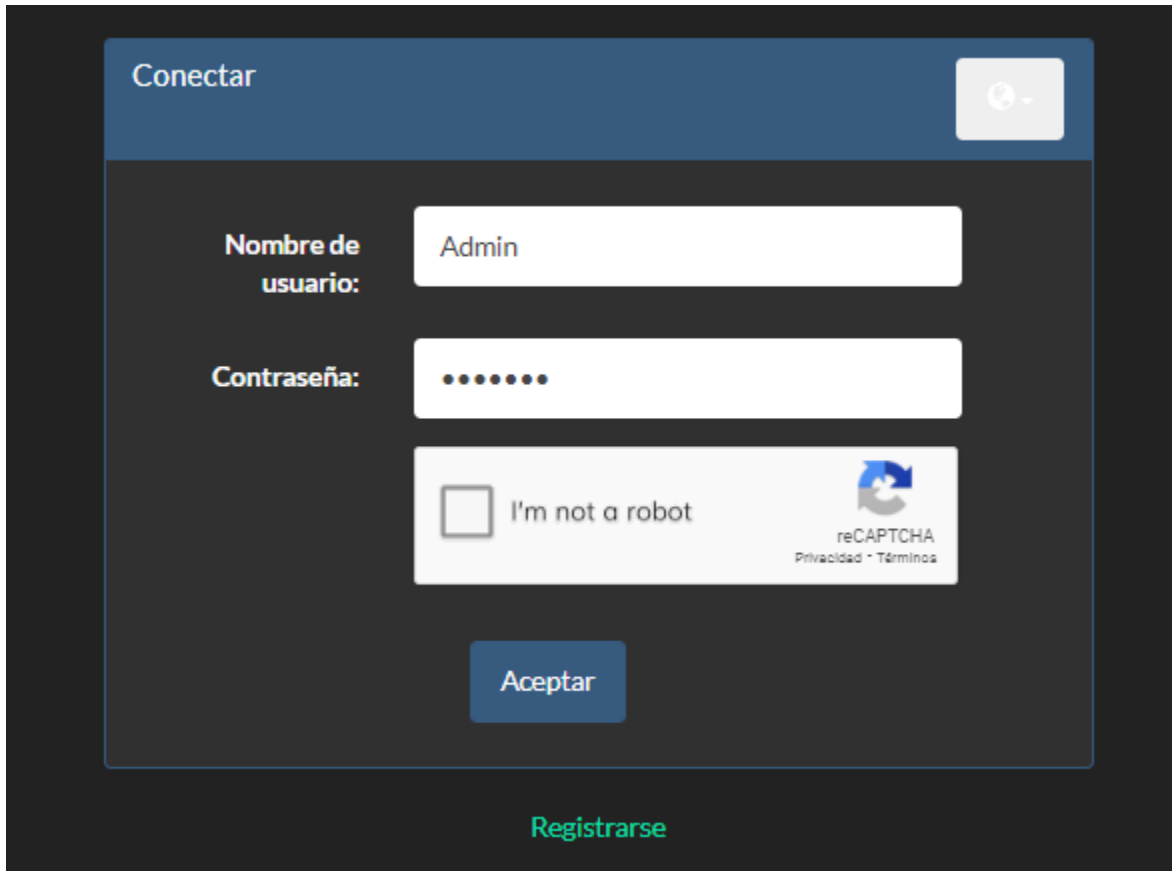 Conectar
Nombre de
usuario:
Admin
Contraseña:
•••••••
I'm not a robot
reCAPTCHA
Privacidad - Términos
Aceptar
Registrarse